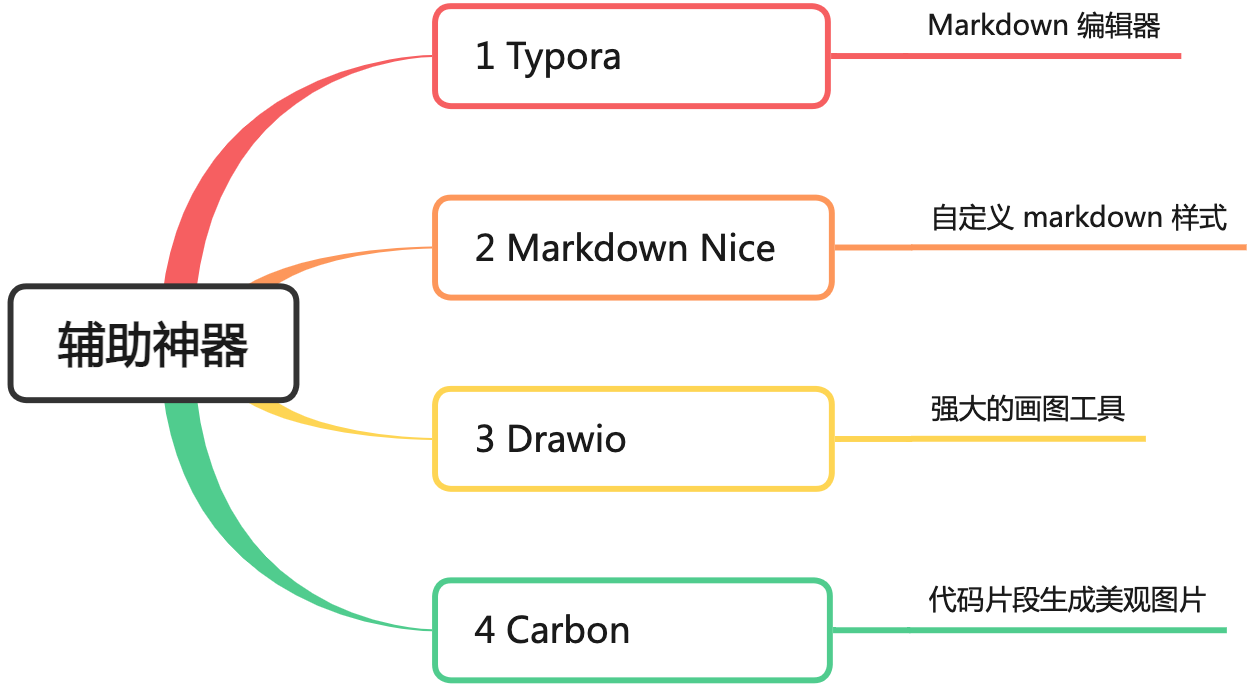 辅助神器
1 Typora
Markdown 编辑器
2 Markdown Nice
自定义 markdown 样式
3 Drawio
强大的画图工具
4 Carbon
代码片段生成美观图片